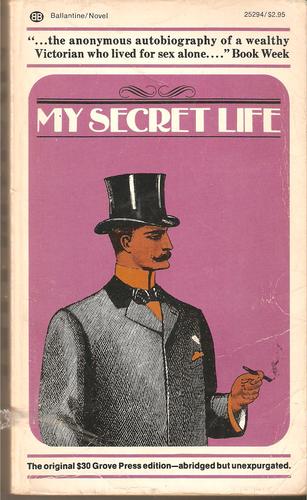 BB Ballantine/Novel 25294/$2.95
“...the anonymous autobiography of a wealthy
Victorian who lived for sex alone....” Book Week
MY SECRET LIFE
The original $30 Grove Press edition—abridged but unexpurgated.